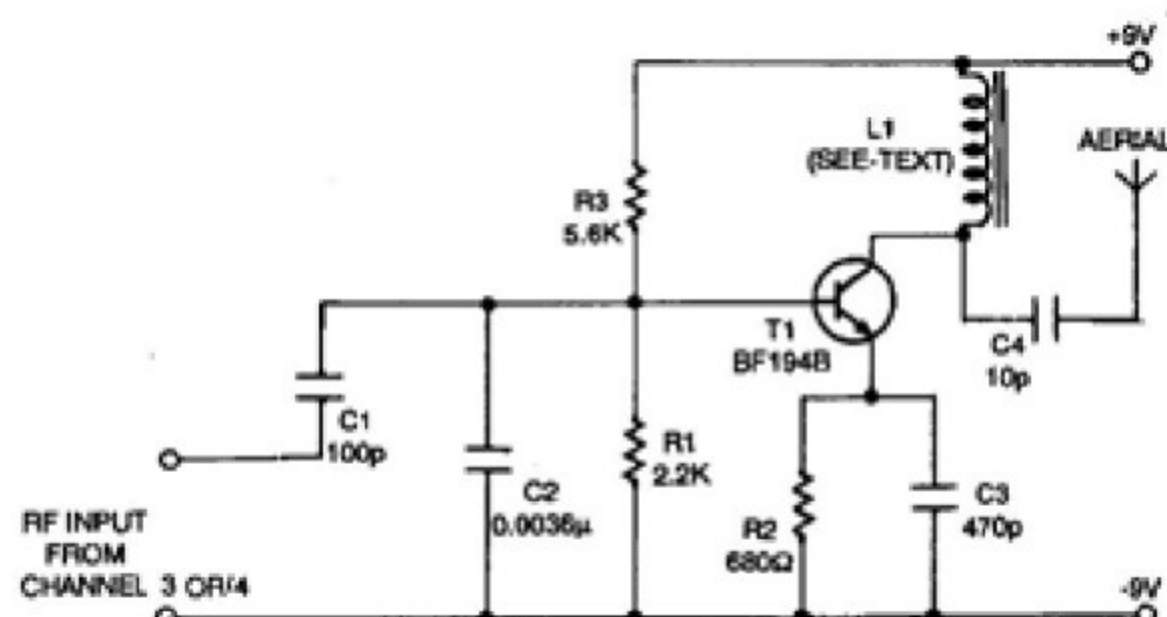 +9V
L1
(SEE-TEXT)
AERIAL
R3
5.6K
T1
BF194B
C4
10p
C1
100p
R1
2.2K
C2
0.0036μ
C3
470p
R2
680Ω
RF INPUT
FROM
CHANNEL 3 OR/4
-9V